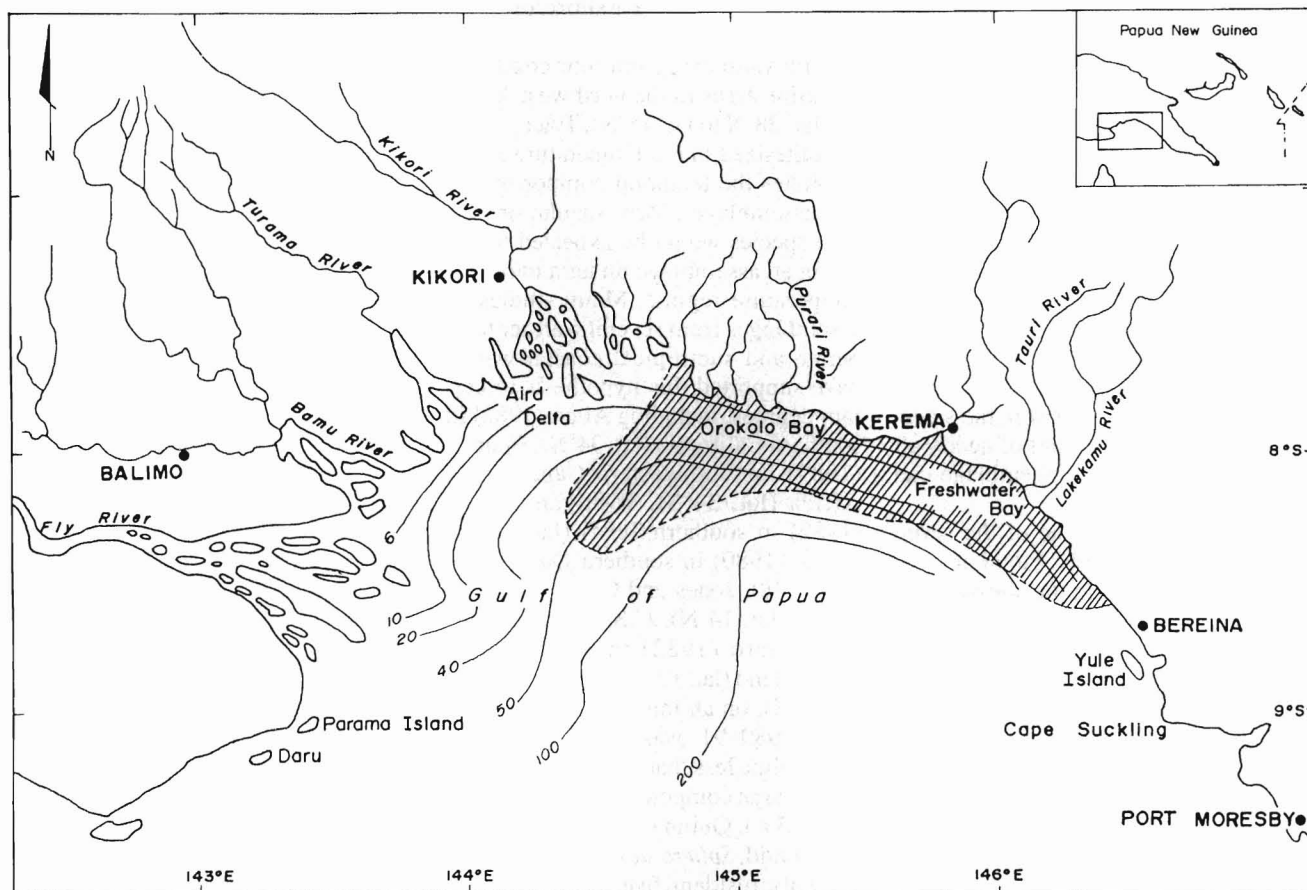 Papua New Guinea
N
Kikori River
Turama River
KIKORI
Purari River
Tauri River
Aird Delta
Orokolo Bay
KEREMA
Lakekamu River
Bamu River
8°S
BALIMO
Freshwater Bay
Fly River
6
10
20
40
50
100
200
Gulf of Papua
BEREINA
Yule Island
Parama Island
9°S
Cape Suckling
Daru
PORT MORESBY
143°E
144°E
145°E
146°E